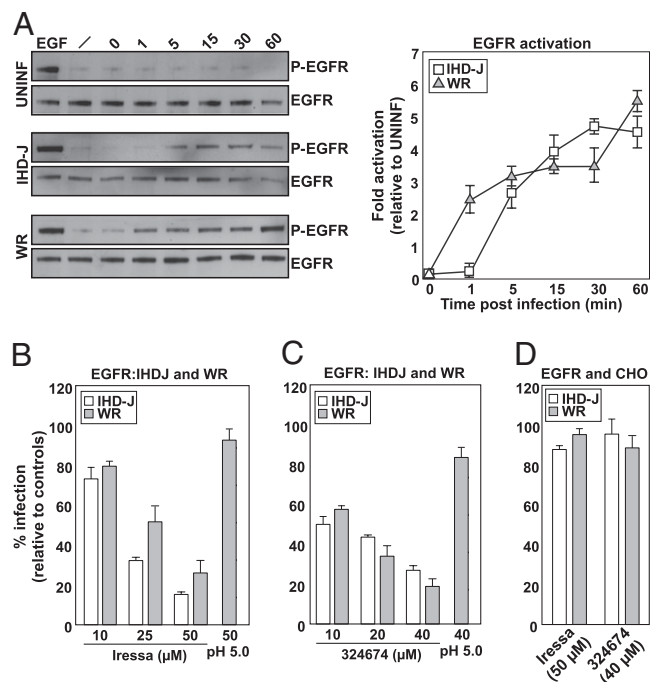 A
EGF / 0 1 5 15 30 60
UNINF
P-EGFR
EGFR
IHD-J
P-EGFR
EGFR
WR
P-EGFR
EGFR
EGFR activation
IHD-J
WR
Fold activation
(relative to UNINF)
7
6
5
4
3
2
1
0
0 1 5 15 30 60
Time post infection (min)
B
EGFR:IHDJ and WR
IHD-J
WR
% infection
(relative to controls)
120
100
80
60
40
20
0
10 25 50 50
Iressa (µM) pH 5.0
C
EGFR: IHDJ and WR
IHD-J
WR
120
100
80
60
40
20
0
10 20 40 40
324674 (µM) pH 5.0
D
EGFR and CHO
IHD-J
WR
120
100
80
60
40
20
0
Iressa
(50 µM)
324674
(40 µM)